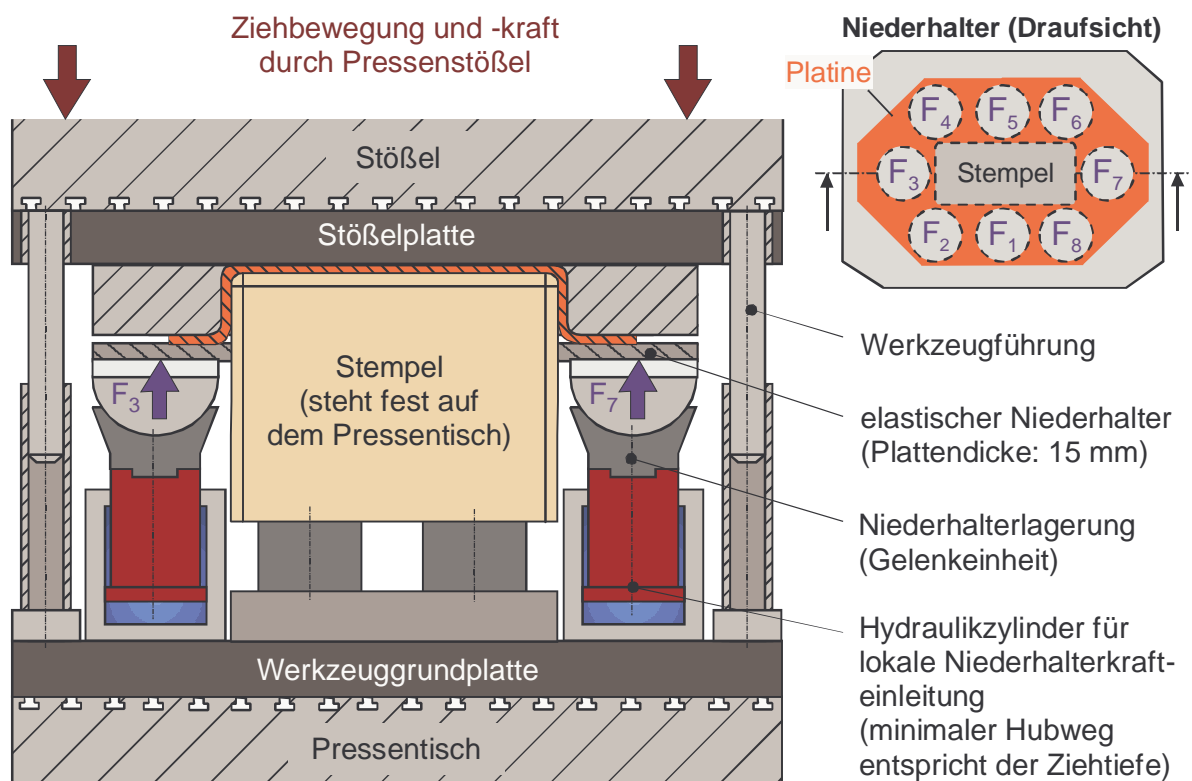 Ziehbewegung und -kraft
durch Pressenstößel
Niederhalter (Draufsicht)
Platine
F4 F5 F6
F3 Stempel F7
F2 F1 F8
Stößel
Stößelplatte
Werkzeugführung
Stempel
(steht fest auf
dem Pressentisch)
F3
F7
elastischer Niederhalter
(Plattendicke: 15 mm)
Niederhalterlagerung
(Gelenkeinheit)
Hydraulikzylinder für
lokale Niederhalterkraft-
einleitung
(minimaler Hubweg
entspricht der Ziehtiefe)
Werkzeuggrundplatte
Pressentisch